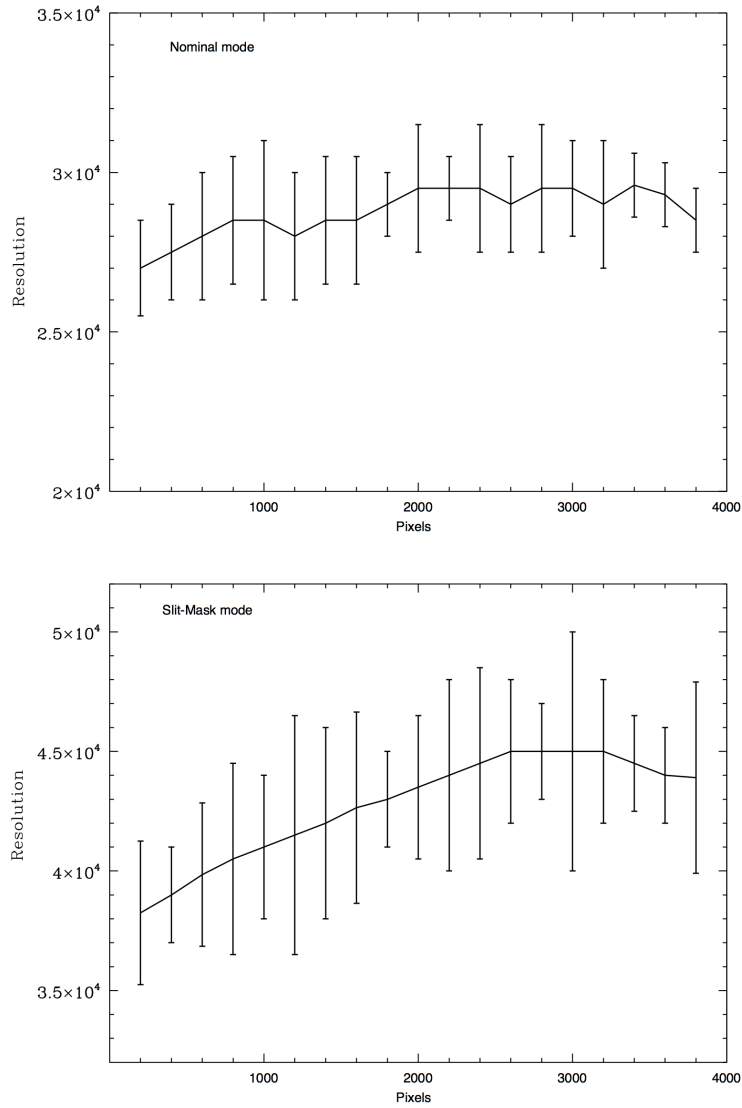 3.5×10⁴
Nominal mode
3×10⁴
Resolution
2.5×10⁴
2×10⁴
1000 2000 3000 4000
Pixels
Slit-Mask mode
5×10⁴
4.5×10⁴
Resolution
4×10⁴
3.5×10⁴
1000 2000 3000 4000
Pixels